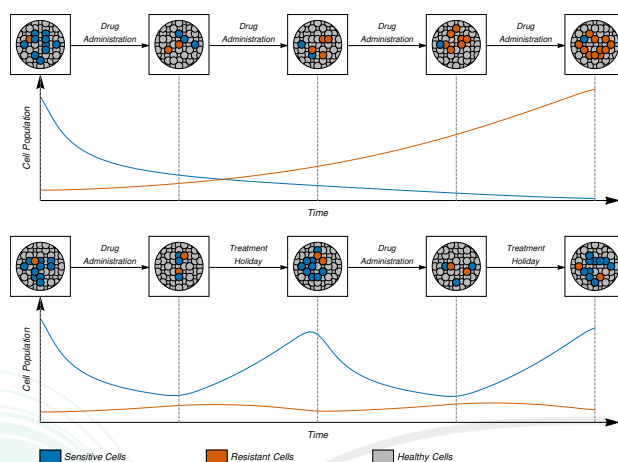 Drug Drug Drug Drug
Administration Administration Administration Administration
Cell Population
Time
Drug Treatment Drug Treatment
Administration Holiday Administration Holiday
Cell Population
Time
Sensitive Cells Resistant Cells Healthy Cells